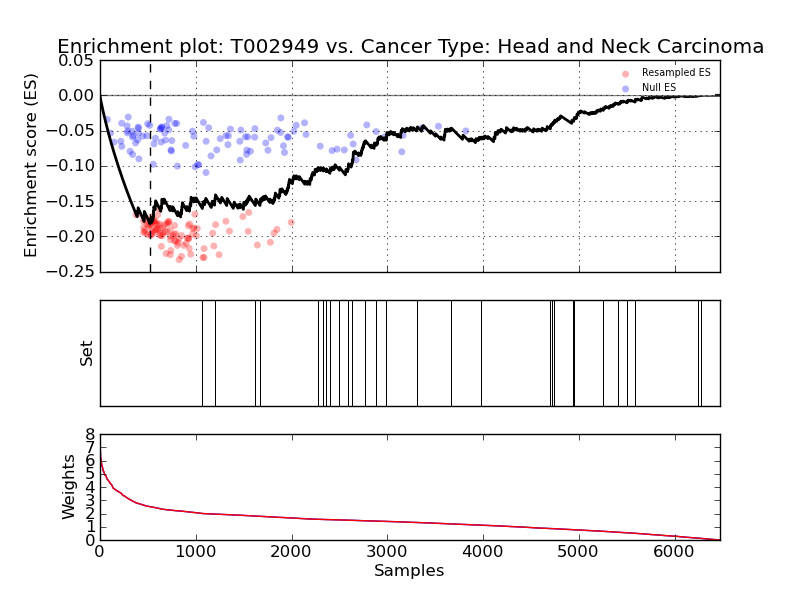 Enrichment plot: T002949 vs. Cancer Type: Head and Neck Carcinoma
0.05
0.00
−0.05
−0.10
−0.15
−0.20
−0.25
Enrichment score (ES)
Resampled ES
Null ES
Set
8
7
6
5
4
3
2
1
0
Weights
0 1000 2000 3000 4000 5000 6000
Samples